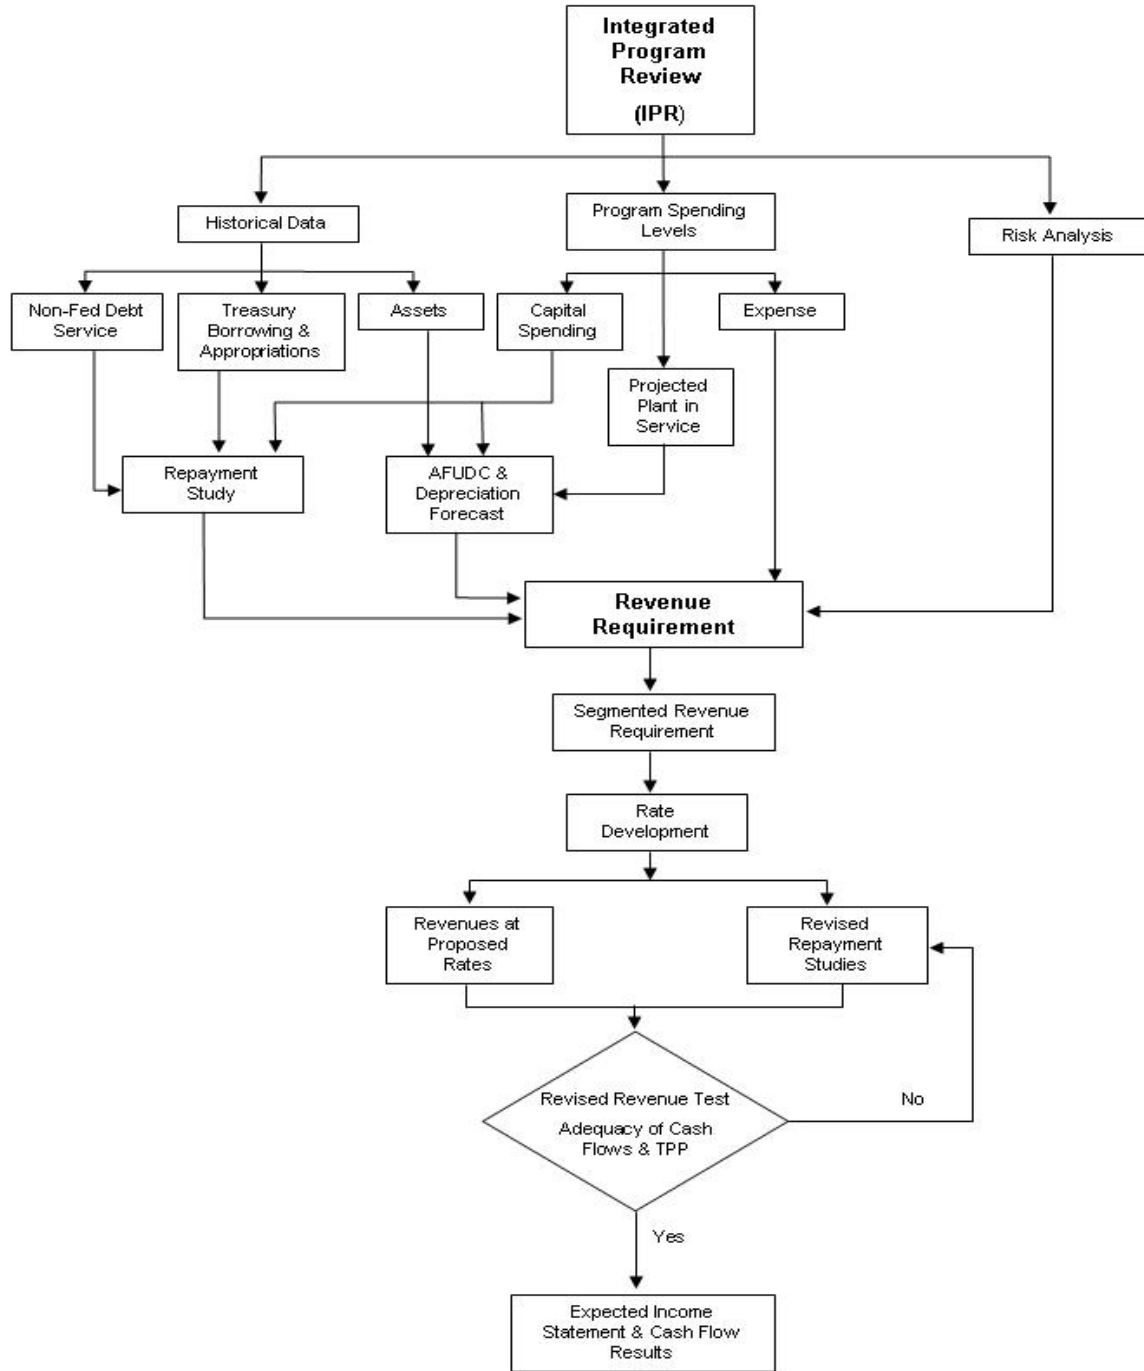 Integrated
Program
Review
(IPR)
Historical Data
Program Spending
Levels
Risk Analysis
Non-Fed Debt
Service
Treasury
Borrowing &
Appropriations
Assets
Capital
Spending
Expense
Projected
Plant in
Service
Repayment
Study
AFUDC &
Depreciation
Forecast
Revenue
Requirement
Segmented Revenue
Requirement
Rate
Development
Revenues at
Proposed
Rates
Revised
Repayment
Studies
Revised Revenue Test
Adequacy of Cash
Flows & TPP
No
Yes
Expected Income
Statement & Cash Flow
Results